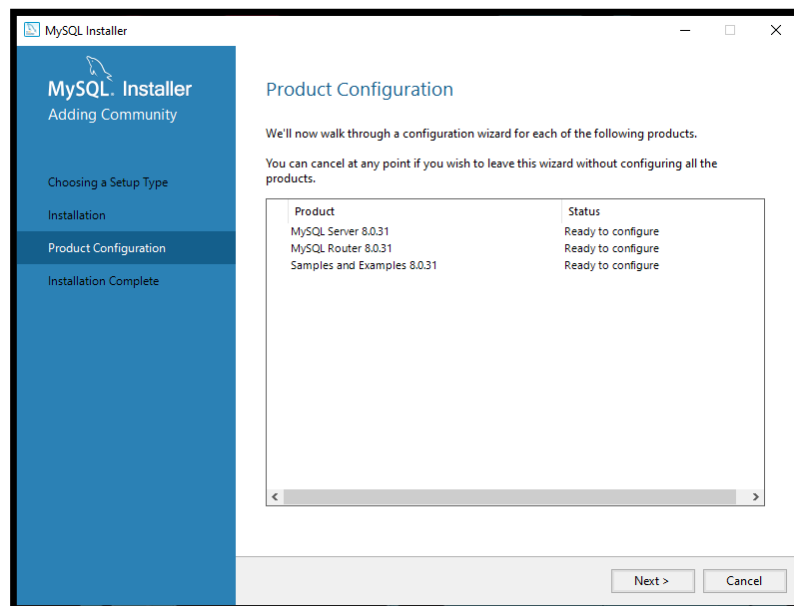 MySQL Installer
MySQL. Installer
Adding Community
Choosing a Setup Type
Installation
Product Configuration
Installation Complete
Product Configuration
We'll now walk through a configuration wizard for each of the following products.
You can cancel at any point if you wish to leave this wizard without configuring all the
products.
Product Status
MySQL Server 8.0.31 Ready to configure
MySQL Router 8.0.31 Ready to configure
Samples and Examples 8.0.31 Ready to configure
Next > Cancel